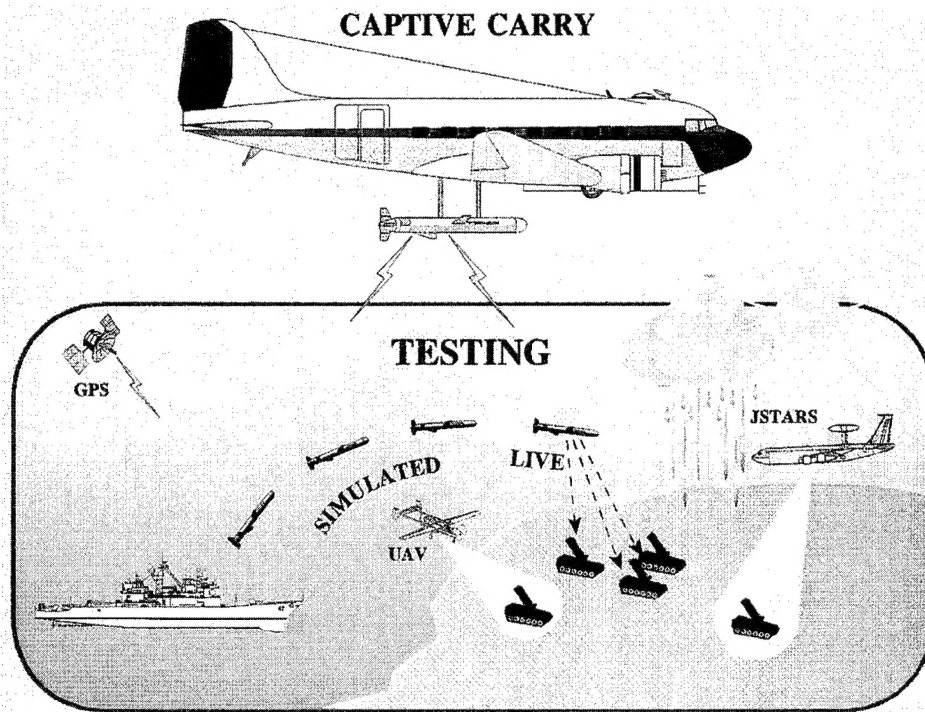 CAPTIVE CARRY
TESTING
GPS
JSTARS
SIMULATED
LIVE
UAV